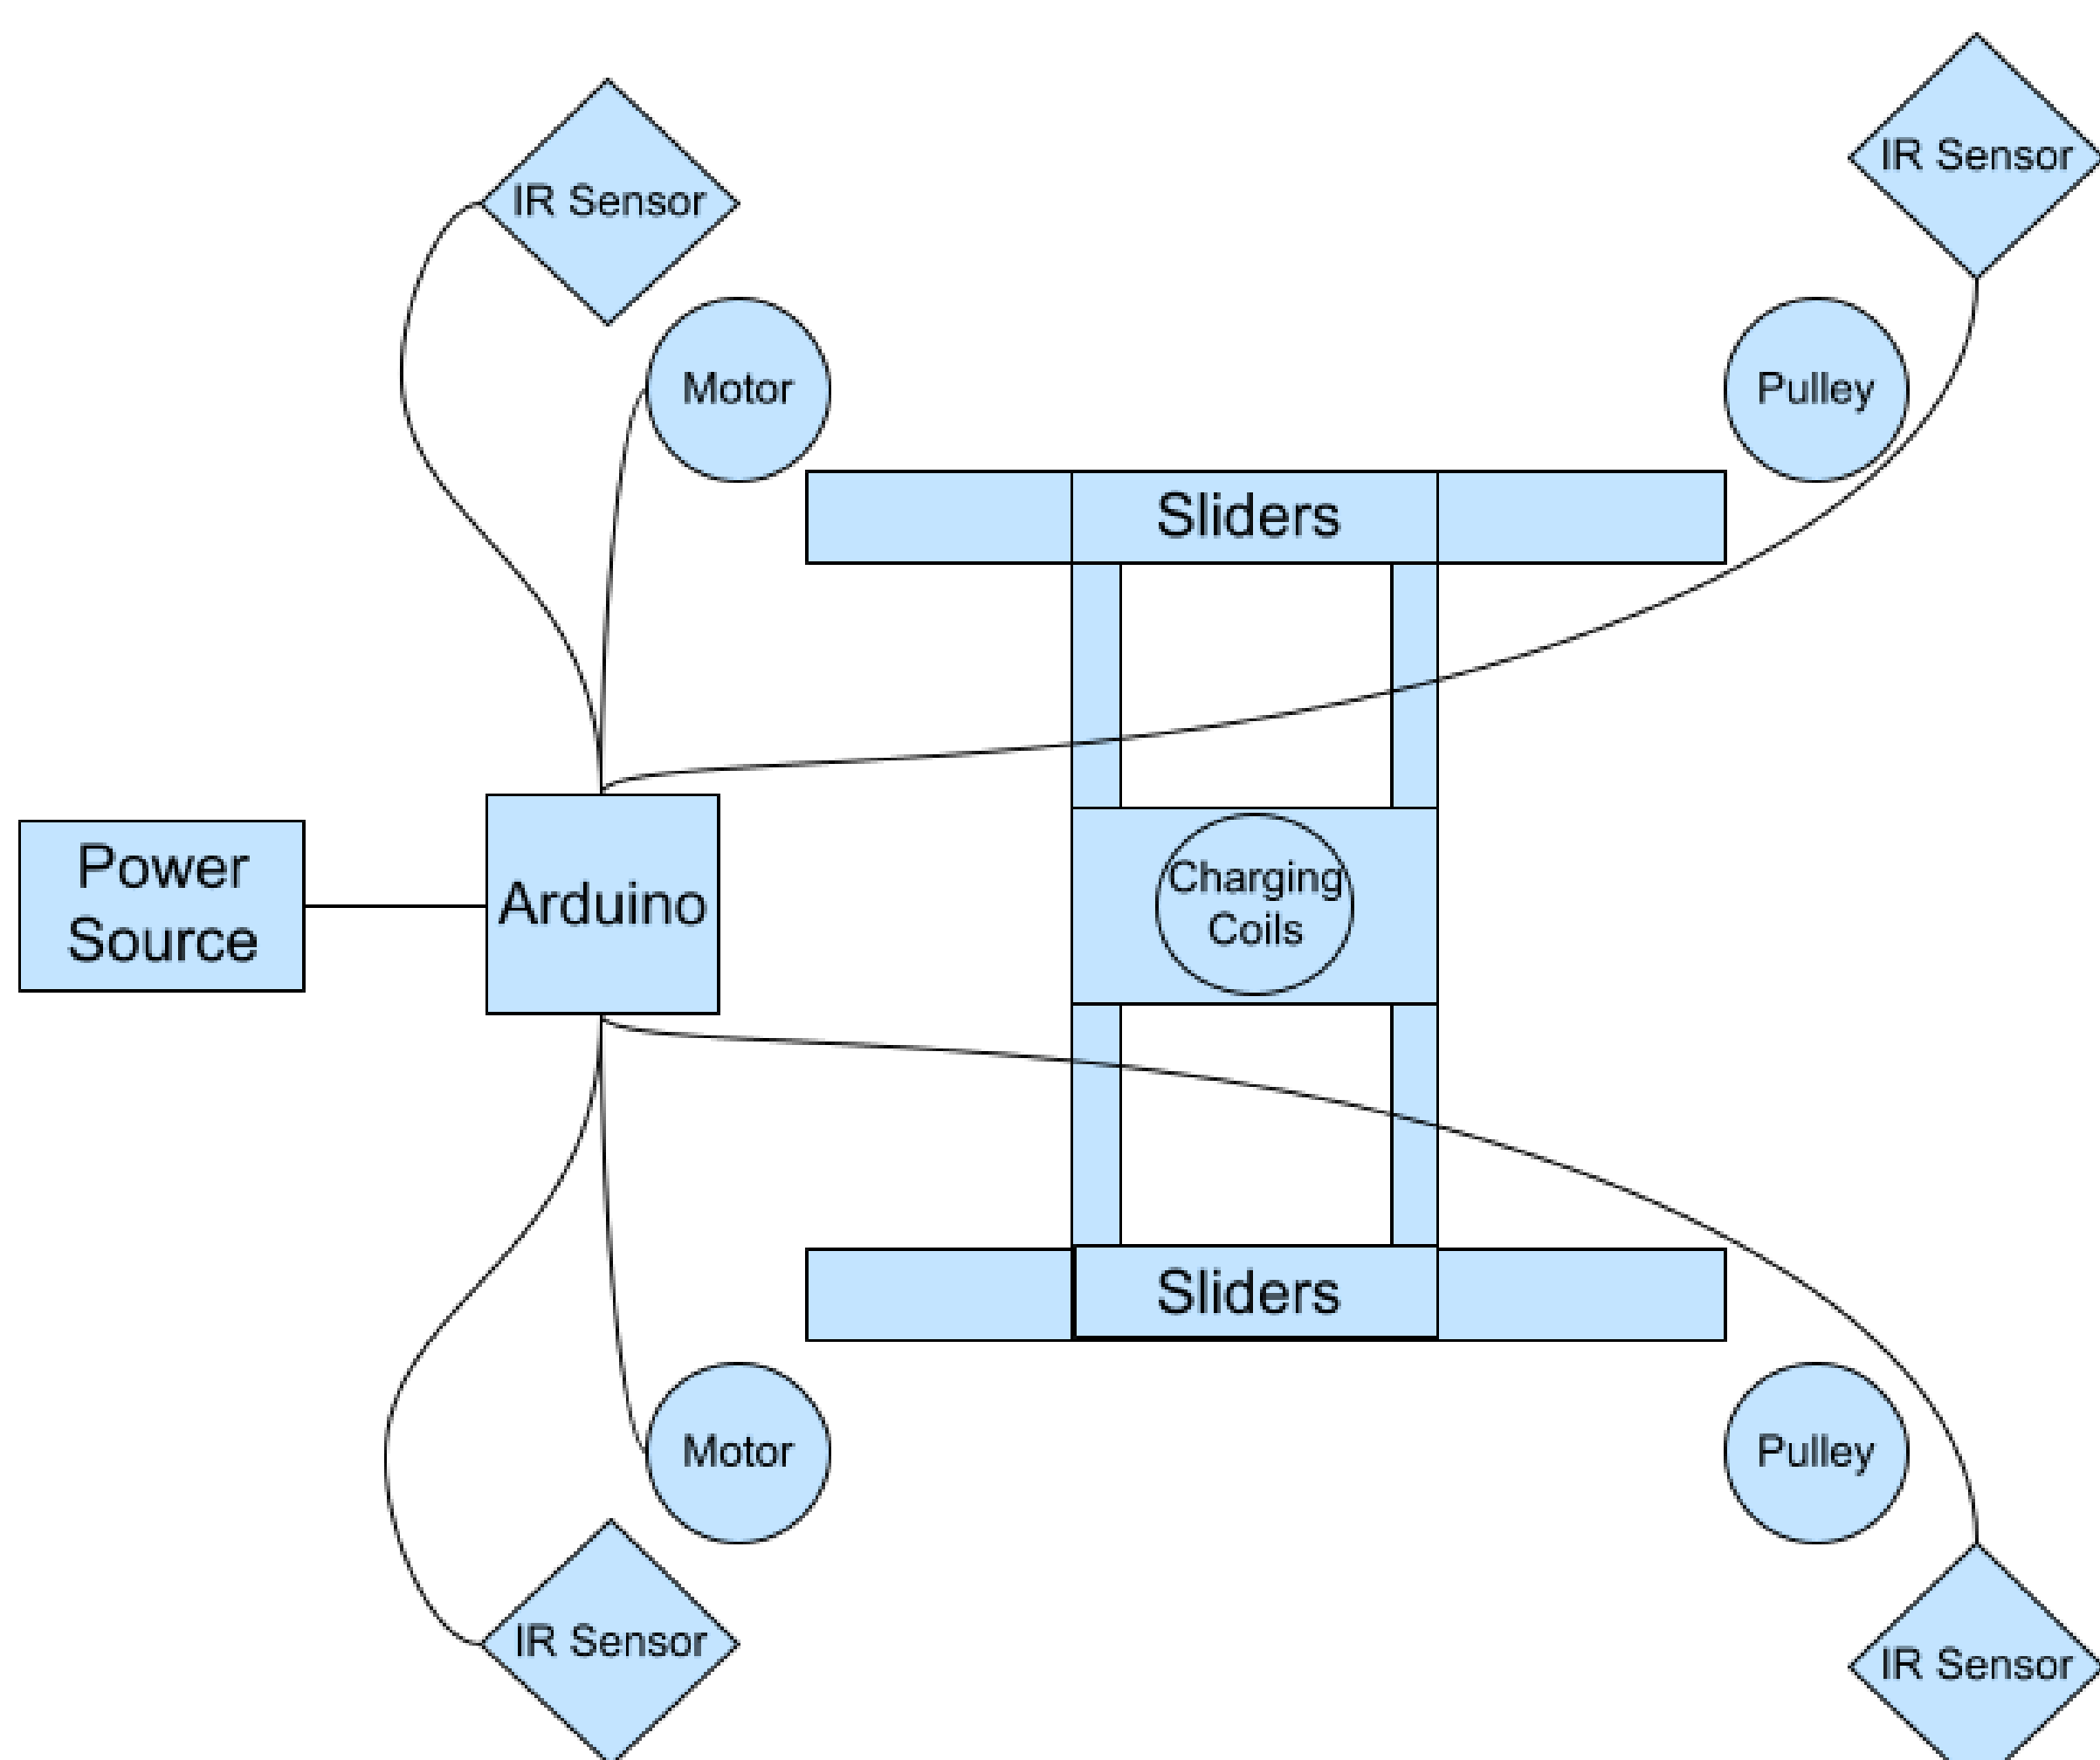 IR Sensor
IR Sensor
Motor
Pulley
Sliders
Power
Source
Arduino
Charging
Coils
Sliders
Motor
Pulley
IR Sensor
IR Sensor